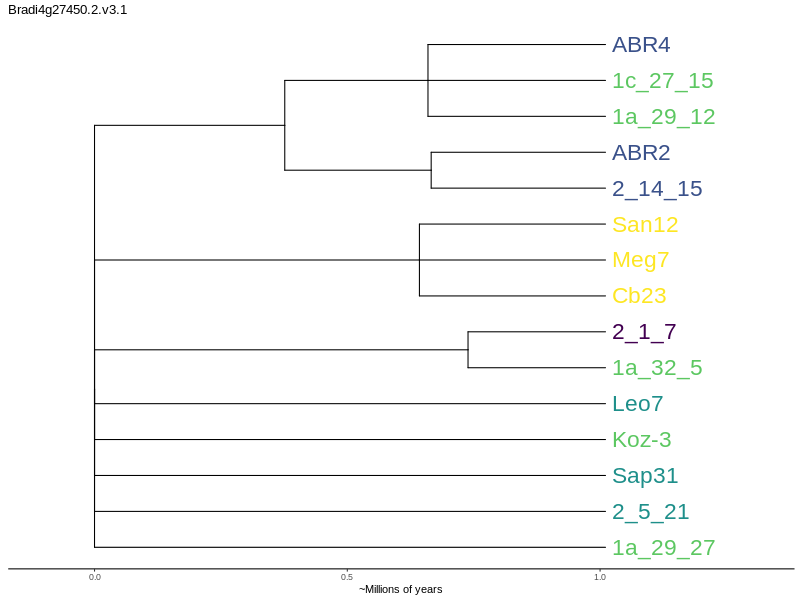 Bradi4g27450.2.v3.1
ABR4
1c_27_15
1a_29_12
ABR2
2_14_15
San12
Meg7
Cb23
2_1_7
1a_32_5
Leo7
Koz-3
Sap31
2_5_21
1a_29_27
0.0 0.5 1.0
~Millions of years